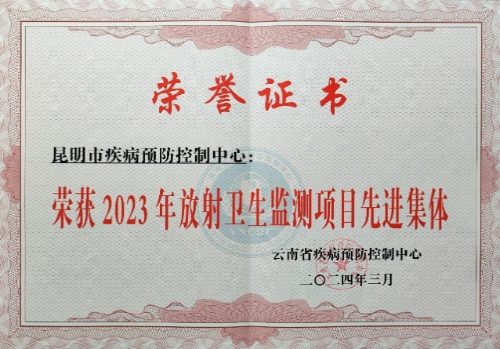 荣誉证书
昆明市疾病预防控制中心：
荣获2023年放射卫生监测项目先进集体
云南省疾病预防控制中心
二〇二四年三月